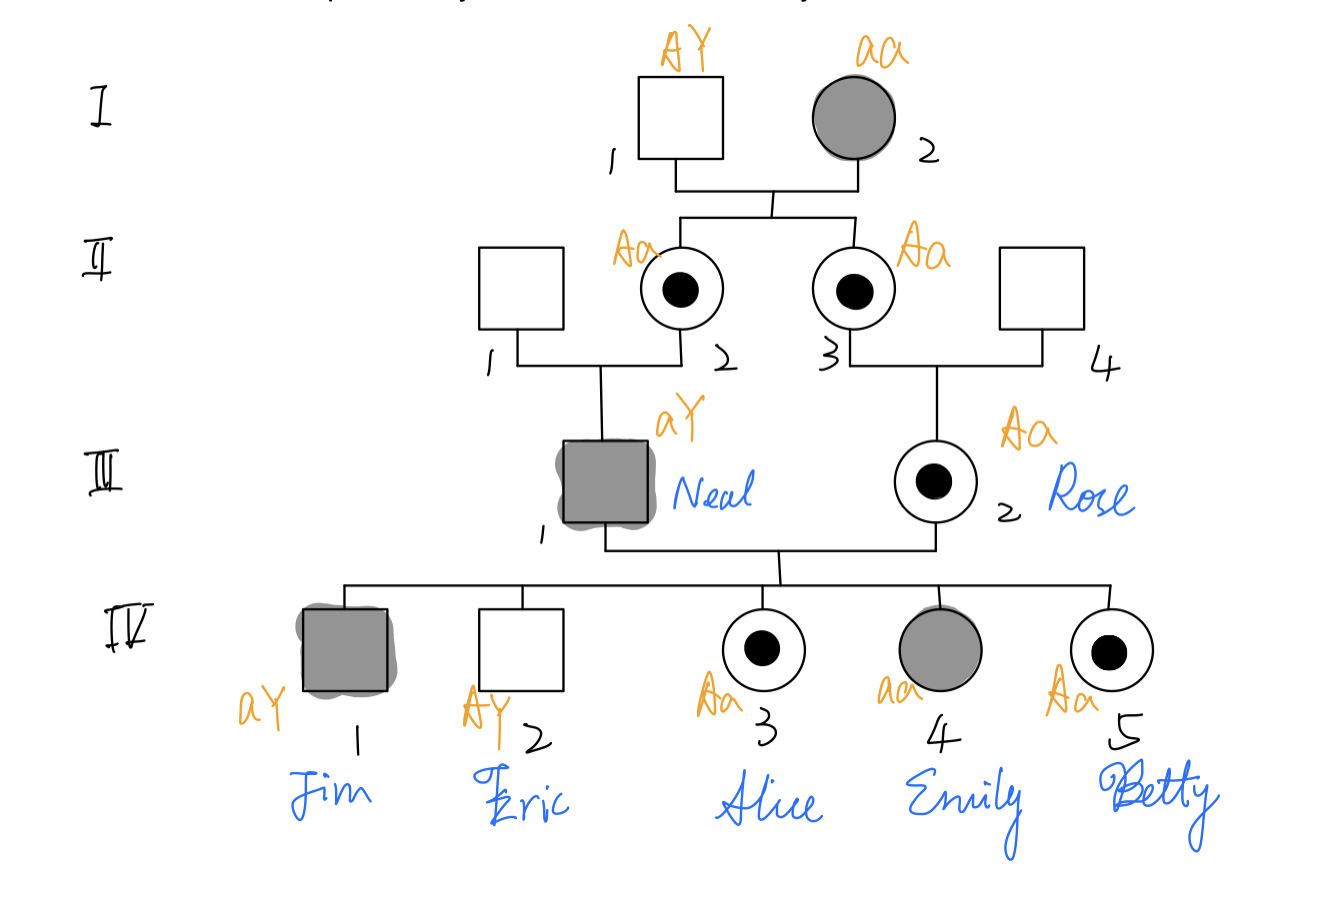 AY aa
I
1 2
Aa Aa
II
1 2 3 4
aY Aa
III Neal Rose
1 2
IV
aY AY Aa aa Aa
1 2 3 4 5
Jim Eric Alice Emily Betty